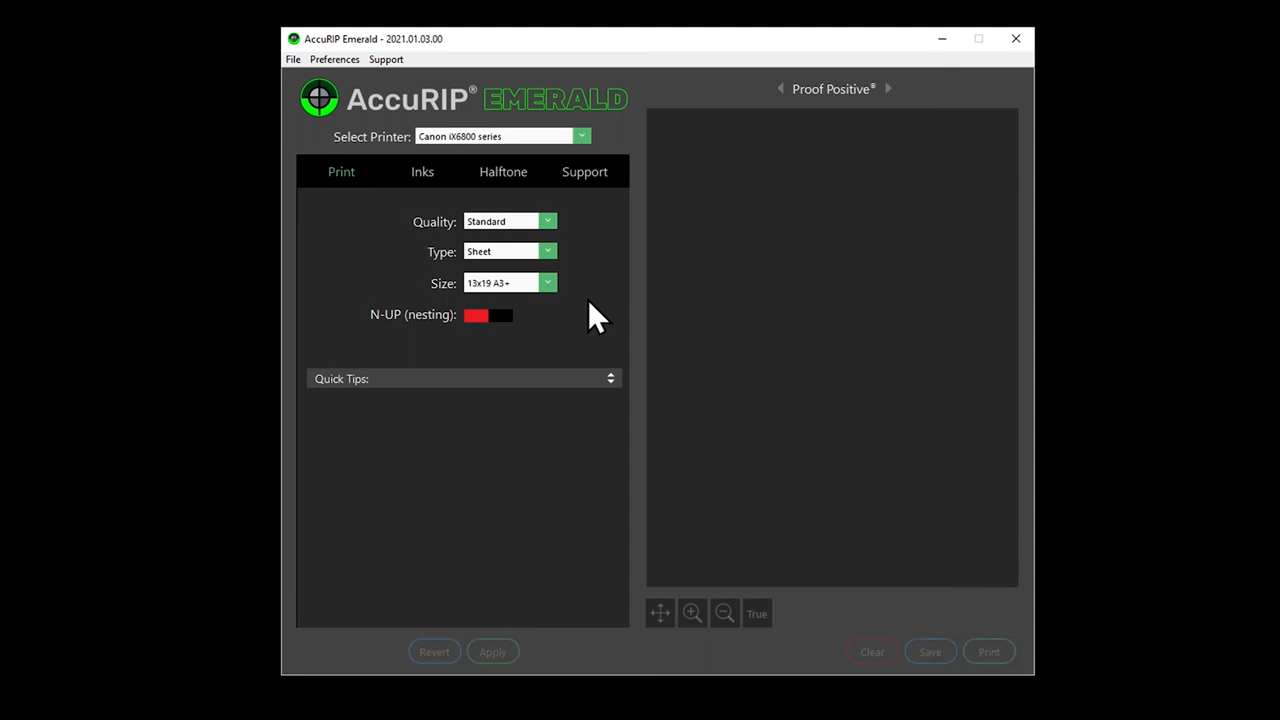 AccuRIP Emerald - 2021.01.03.00
File Preferences Support
AccuRIP® EMERALD
Select Printer: Canon iX6800 series
Print Inks Halftone Support
Quality: Standard
Type: Sheet
Size: 13x19 A3+
N-UP (nesting):
Quick Tips:
Revert Apply
Proof Positive®
True
Clear Save Print